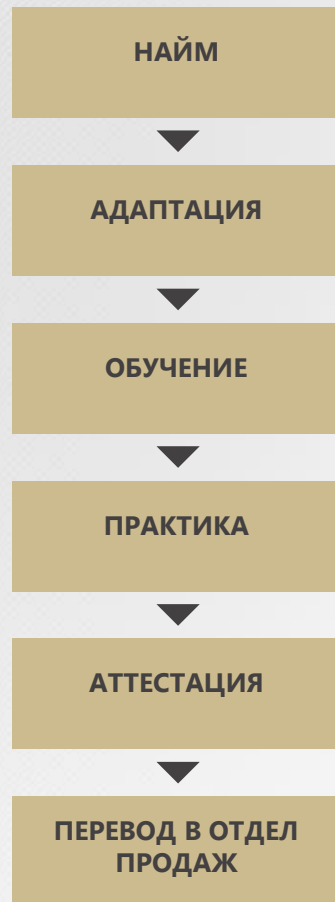 НАЙМ
АДАПТАЦИЯ
ОБУЧЕНИЕ
ПРАКТИКА
АТТЕСТАЦИЯ
ПЕРЕВОД В ОТДЕЛ
ПРОДАЖ